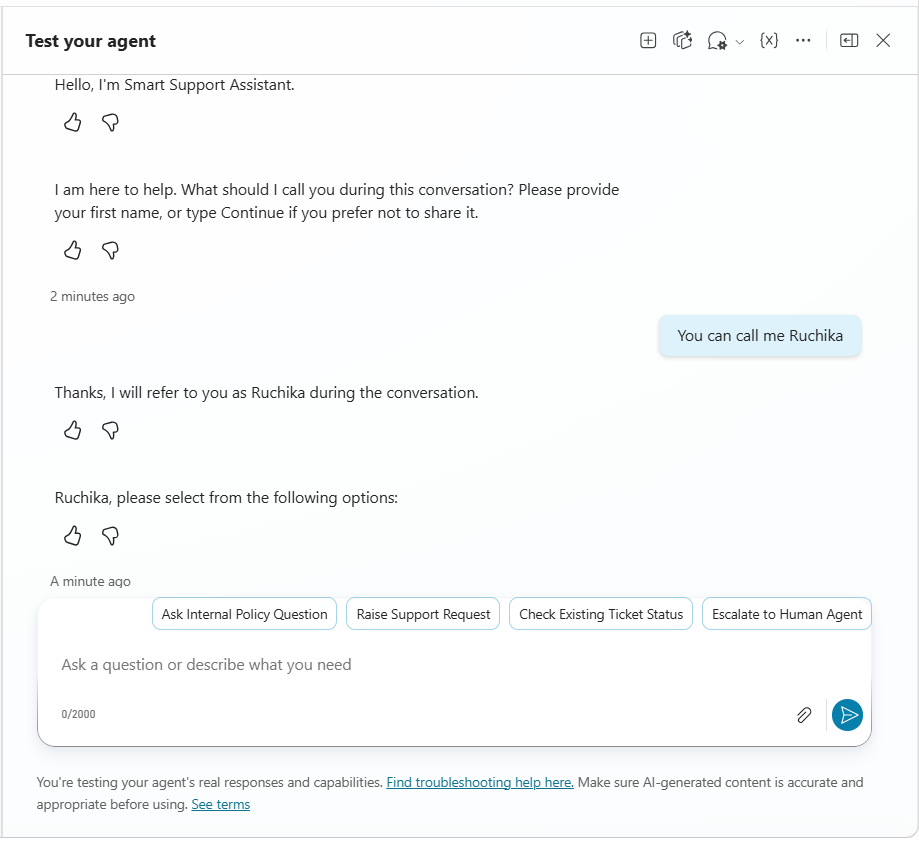 Test your agent
Hello, I'm Smart Support Assistant.
I am here to help. What should I call you during this conversation? Please provide
your first name, or type Continue if you prefer not to share it.
2 minutes ago
You can call me Ruchika
Thanks, I will refer to you as Ruchika during the conversation.
Ruchika, please select from the following options:
A minute ago
Ask Internal Policy Question
Raise Support Request
Check Existing Ticket Status
Escalate to Human Agent
Ask a question or describe what you need
0/2000
You're testing your agent's real responses and capabilities. Find troubleshooting help here. Make sure AI-generated content is accurate and
appropriate before using. See terms